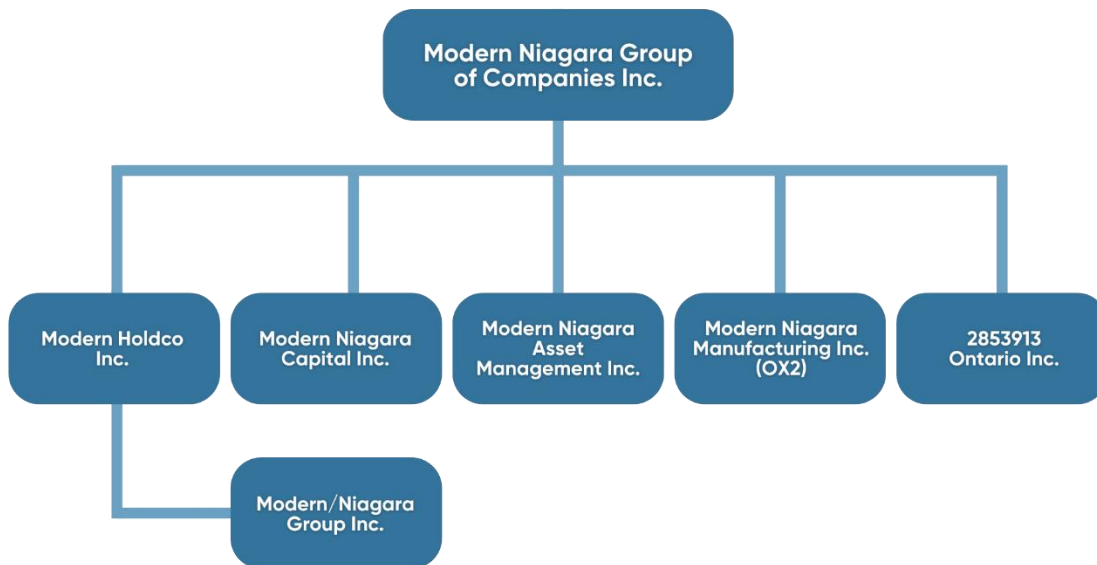 Modern Niagara Group
of Companies Inc.
Modern Holdco
Inc.
Modern Niagara
Capital Inc.
Modern Niagara
Asset
Management Inc.
Modern Niagara
Manufacturing Inc.
(OX2)
2853913
Ontario Inc.
Modern/Niagara
Group Inc.